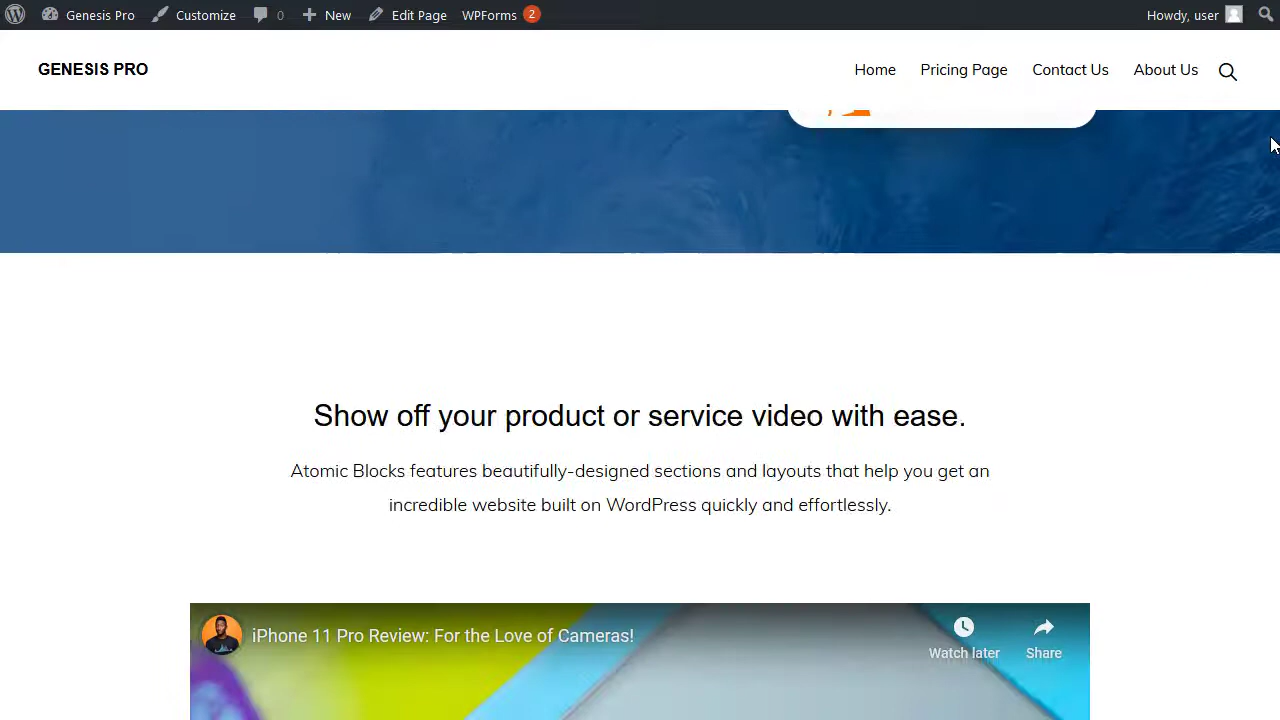 Genesis Pro Customize 0 New Edit Page WPForms 2 Howdy, user
GENESIS PRO Home Pricing Page Contact Us About Us
Show off your product or service video with ease.
Atomic Blocks features beautifully-designed sections and layouts that help you get an
incredible website built on WordPress quickly and effortlessly.
iPhone 11 Pro Review: For the Love of Cameras!
Watch later Share